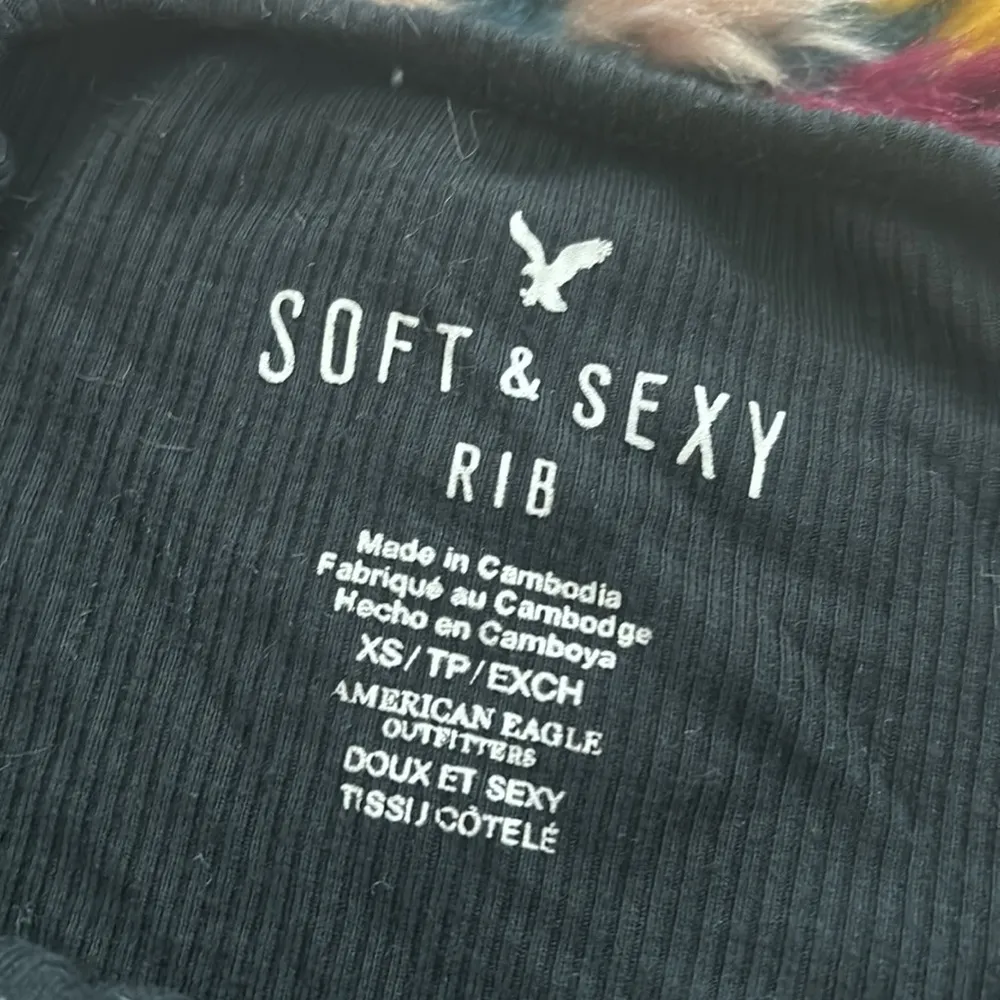 SOFT & SEXY
RIB
Made in Cambodia
Fabriqué au Cambodge
Hecho en Camboya
XS/TP/EXCH
AMERICAN EAGLE
OUTFITTERS
DOUX ET SEXY
TISSU CÔTELÉ